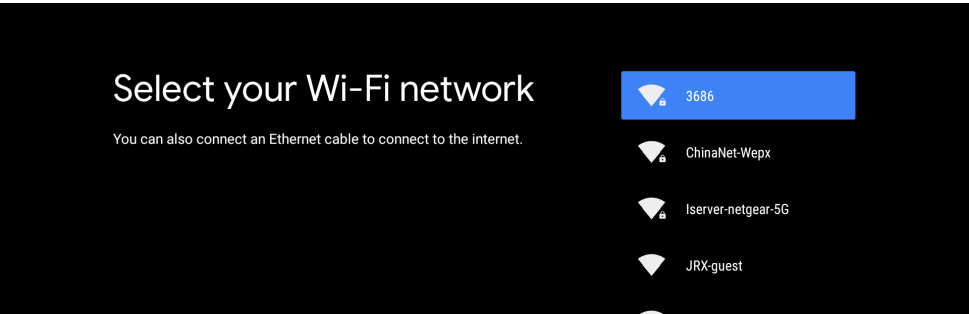 Select your Wi-Fi network
You can also connect an Ethernet cable to connect to the internet.
3686
ChinaNet-Wepx
Iserver-netgear-5G
JRX-guest